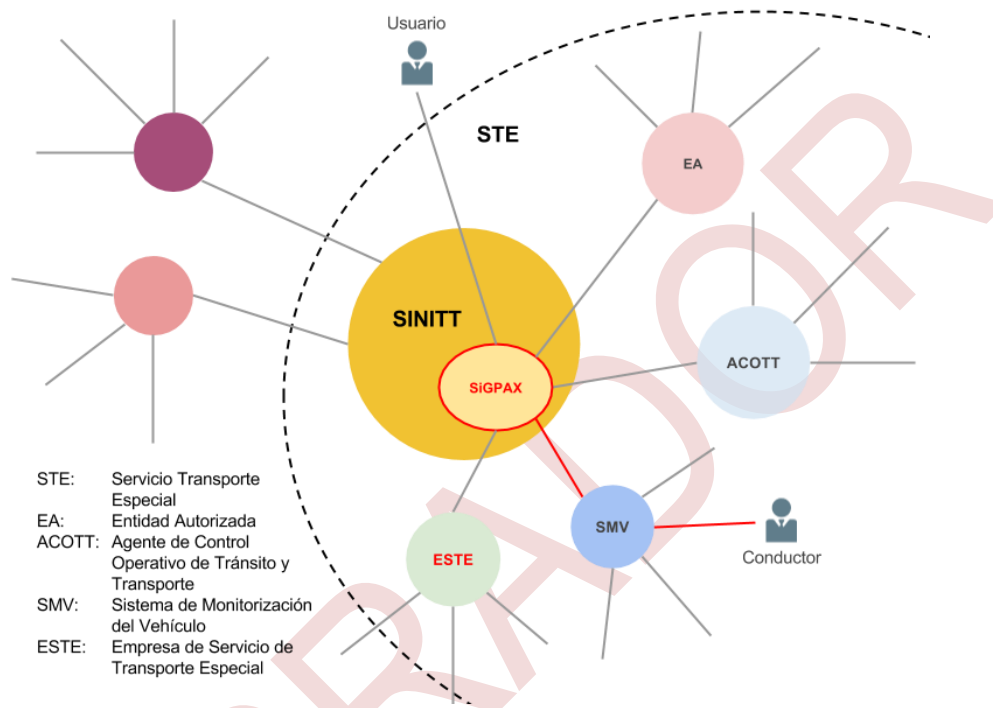 Usuario
STE
EA
SINITT
ACOTT
SiGPAX
SMV
Conductor
ESTE
STE: Servicio Transporte
Especial
EA: Entidad Autorizada
ACOTT: Agente de Control
Operativo de Tránsito y
Transporte
SMV: Sistema de Monitorización
del Vehículo
ESTE: Empresa de Servicio de
Transporte Especial
RADOR